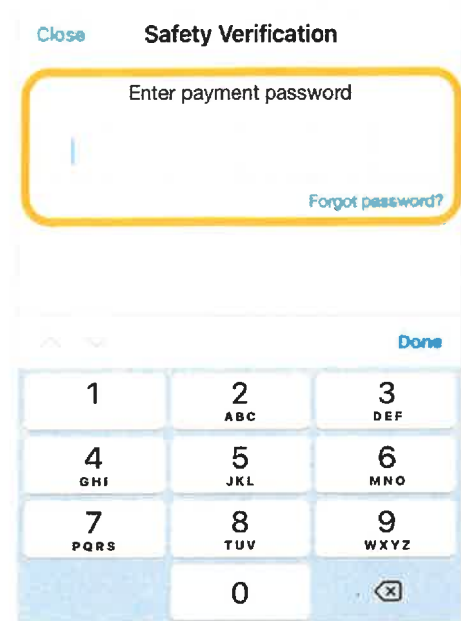 Close Safety Verification
Enter payment password
Forgot password?
Done
1 2 3
ABC DEF
4 5 6
GHI JKL MNO
7 8 9
PQRS TUV WXYZ
0